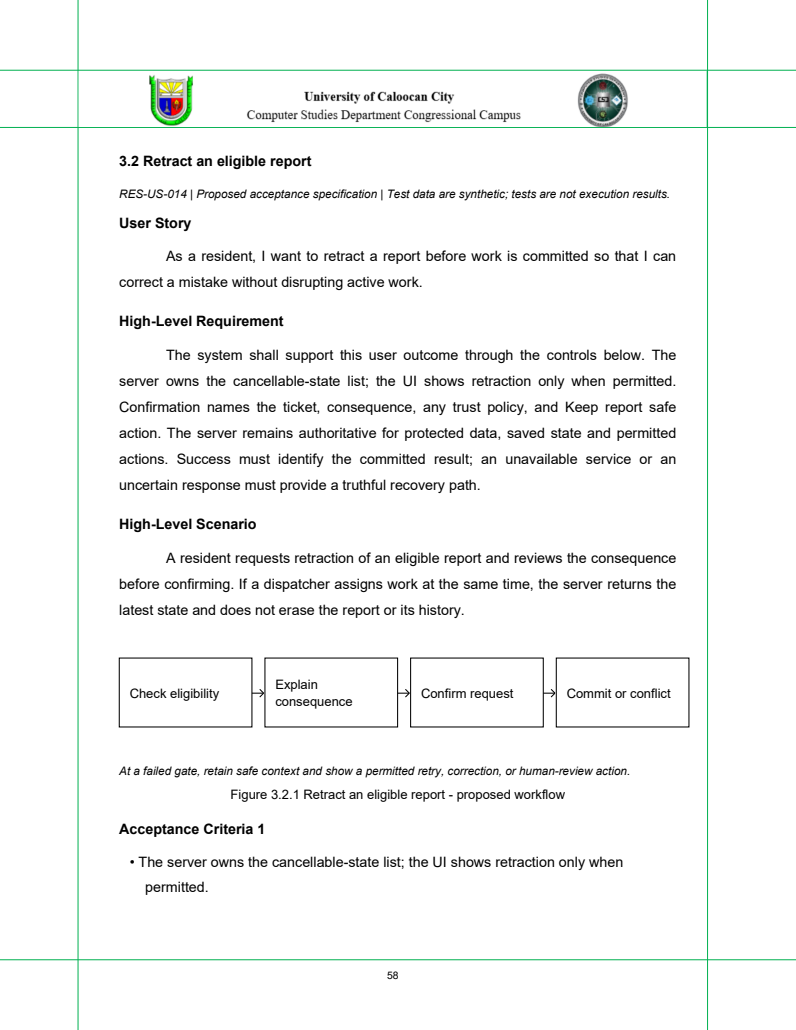 University of Caloocan City
Computer Studies Department Congressional Campus
3.2 Retract an eligible report
RES-US-014 | Proposed acceptance specification | Test data are synthetic; tests are not execution results.
User Story
As a resident, I want to retract a report before work is committed so that I can
correct a mistake without disrupting active work.
High-Level Requirement
The system shall support this user outcome through the controls below. The
server owns the cancellable-state list; the UI shows retraction only when permitted.
Confirmation names the ticket, consequence, any trust policy, and Keep report safe
action. The server remains authoritative for protected data, saved state and permitted
actions. Success must identify the committed result; an unavailable service or an
uncertain response must provide a truthful recovery path.
High-Level Scenario
A resident requests retraction of an eligible report and reviews the consequence
before confirming. If a dispatcher assigns work at the same time, the server returns the
latest state and does not erase the report or its history.
Check eligibility
Explain
consequence
Confirm request
Commit or conflict
At a failed gate, retain safe context and show a permitted retry, correction, or human-review action.
Figure 3.2.1 Retract an eligible report - proposed workflow
Acceptance Criteria 1
• The server owns the cancellable-state list; the UI shows retraction only when
permitted.
58